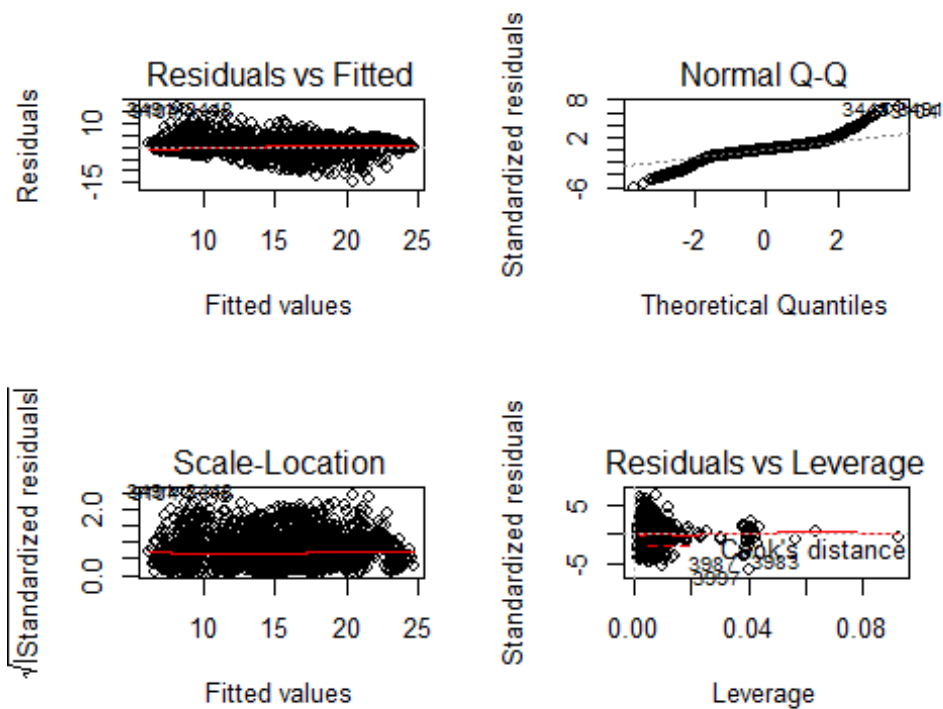 Residuals vs Fitted
Residuals
10
-15
10 15 20 25
Fitted values
Normal Q-Q
Standardized residuals
8
2
-6
-2 0 2
Theoretical Quantiles
Scale-Location
√|Standardized residuals|
2.0
0.0
10 15 20 25
Fitted values
Residuals vs Leverage
Standardized residuals
5
-5
Cook's distance
3987 3983
3997
0.00 0.04 0.08
Leverage